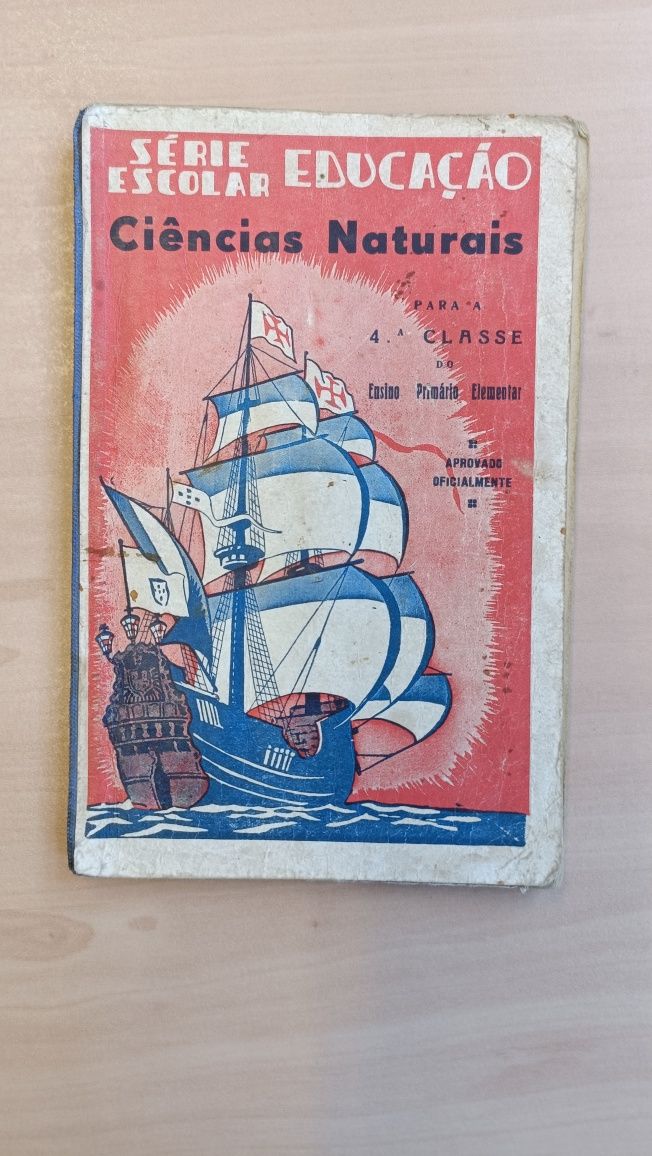 SÉRIE
ESCOLAR EDUCAÇÃO
Ciências Naturais
PARA A
4.ª CLASSE
DO
Ensino Primário Elementar
APROVADO
OFICIALMENTE